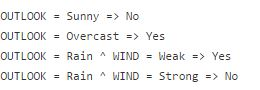 OUTLOOK = Sunny => No
OUTLOOK = Overcast => Yes
OUTLOOK = Rain ^ WIND = Weak => Yes
OUTLOOK = Rain ^ WIND = Strong => No